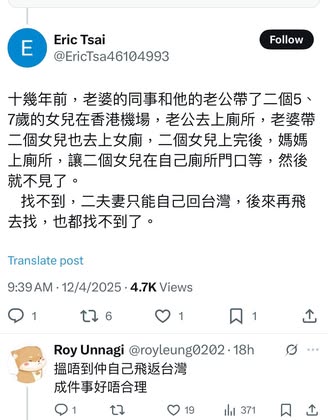 Eric Tsai
Follow
@EricTsa46104993
十幾年前，老婆的同事和他的老公帶了二個5、
7歲的女兒在香港機場，老公去上廁所，老婆帶
二個女兒也去上女廁，二個女兒上完後，媽媽
上廁所，讓二個女兒在自己廁所門口等，然後
就不見了。
找不到，二夫妻只能自己回台灣，後來再飛
去找，也都找不到了。
Translate post
9:39 AM · 12/4/2025 · 4.7K Views
1 6 1 1
Roy Unnagi @royleung0202 · 18h
搵唔到仲自己飛返台灣
成件事好唔合理
1 19 371